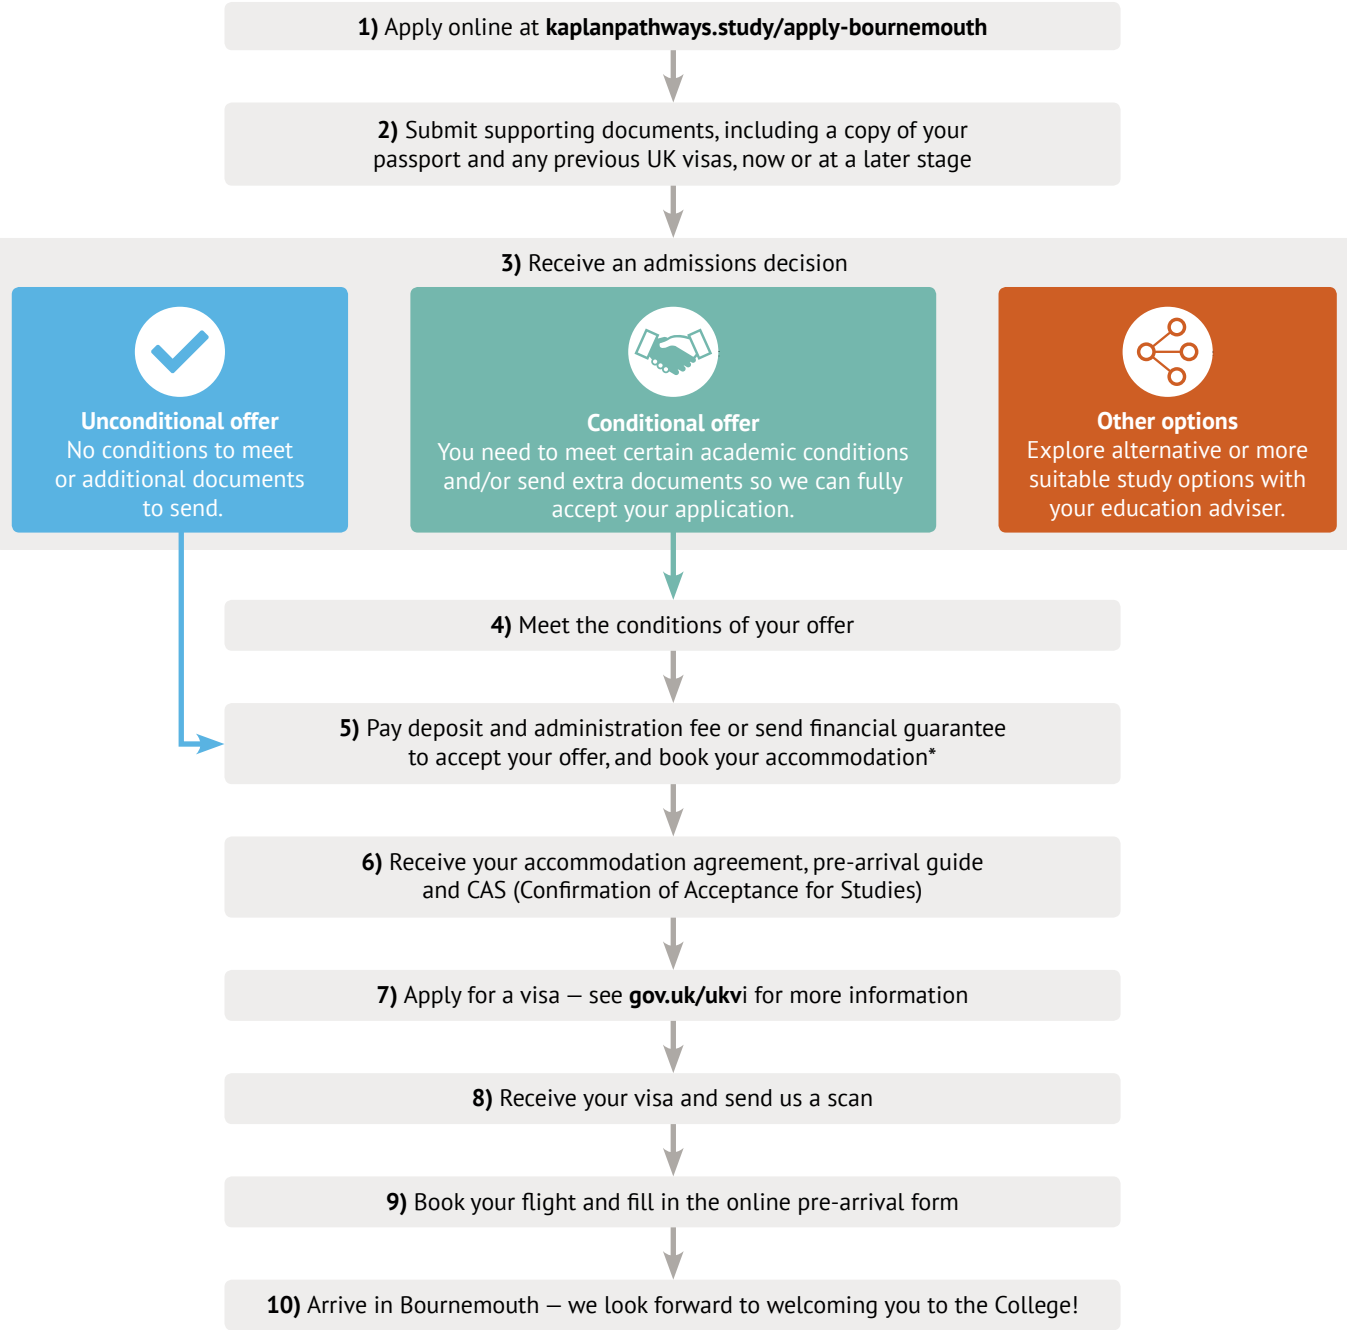 1) Apply online at kaplanpathways.study/apply-bournemouth
2) Submit supporting documents, including a copy of your
passport and any previous UK visas, now or at a later stage
3) Receive an admissions decision
Unconditional offer
No conditions to meet
or additional documents
to send.
Conditional offer
You need to meet certain academic conditions
and/or send extra documents so we can fully
accept your application.
Other options
Explore alternative or more
suitable study options with
your education adviser.
4) Meet the conditions of your offer
5) Pay deposit and administration fee or send financial guarantee
to accept your offer, and book your accommodation*
6) Receive your accommodation agreement, pre-arrival guide
and CAS (Confirmation of Acceptance for Studies)
7) Apply for a visa — see gov.uk/ukvi for more information
8) Receive your visa and send us a scan
9) Book your flight and fill in the online pre-arrival form
10) Arrive in Bournemouth — we look forward to welcoming you to the College!